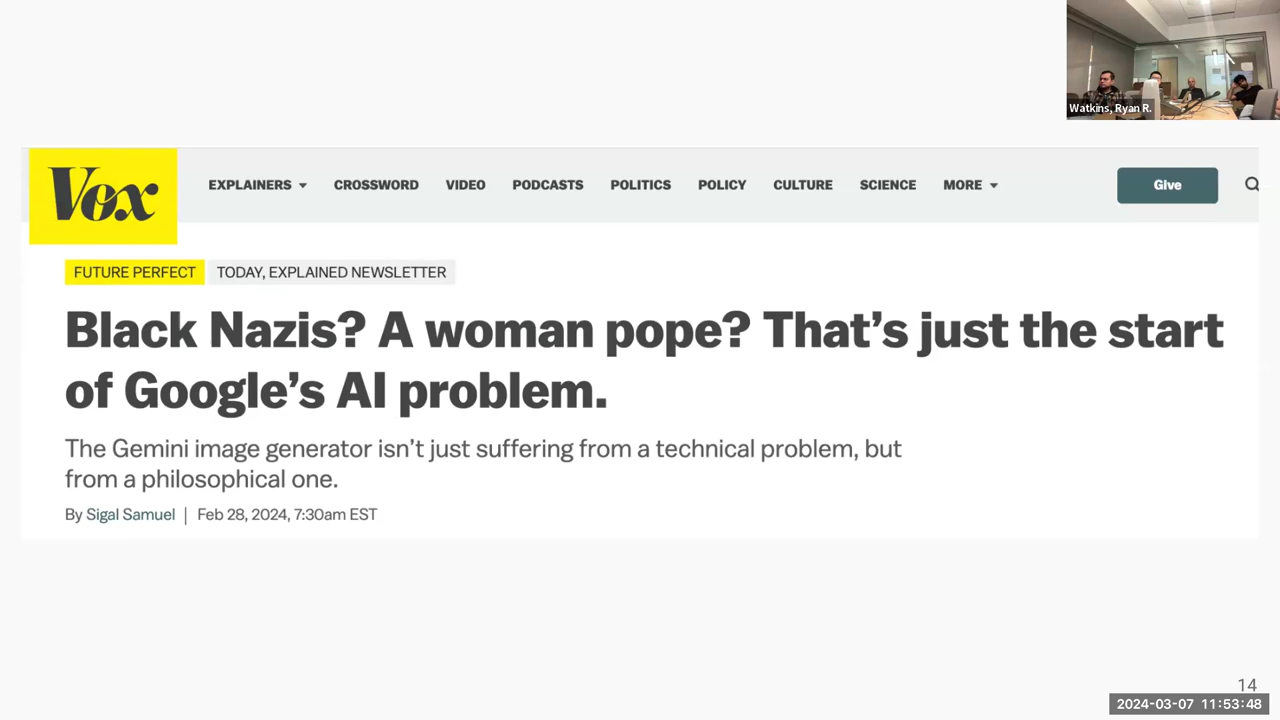 Watkins, Ryan R.
Vox
EXPLAINERS CROSSWORD VIDEO PODCASTS POLITICS POLICY CULTURE SCIENCE MORE Give
FUTURE PERFECT TODAY, EXPLAINED NEWSLETTER
Black Nazis? A woman pope? That’s just the start
of Google’s AI problem.
The Gemini image generator isn’t just suffering from a technical problem, but
from a philosophical one.
By Sigal Samuel | Feb 28, 2024, 7:30am EST
14
2024-03-07 11:53:48